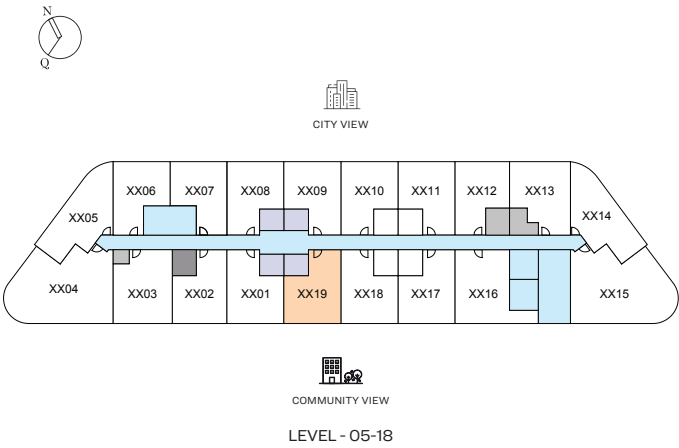 N
Q
CITY VIEW
XX06 XX07 XX08 XX09 XX10 XX11 XX12 XX13
XX05 XX14
XX04 XX03 XX02 XX01 XX19 XX18 XX17 XX16 XX15
COMMUNITY VIEW
LEVEL - 05-18